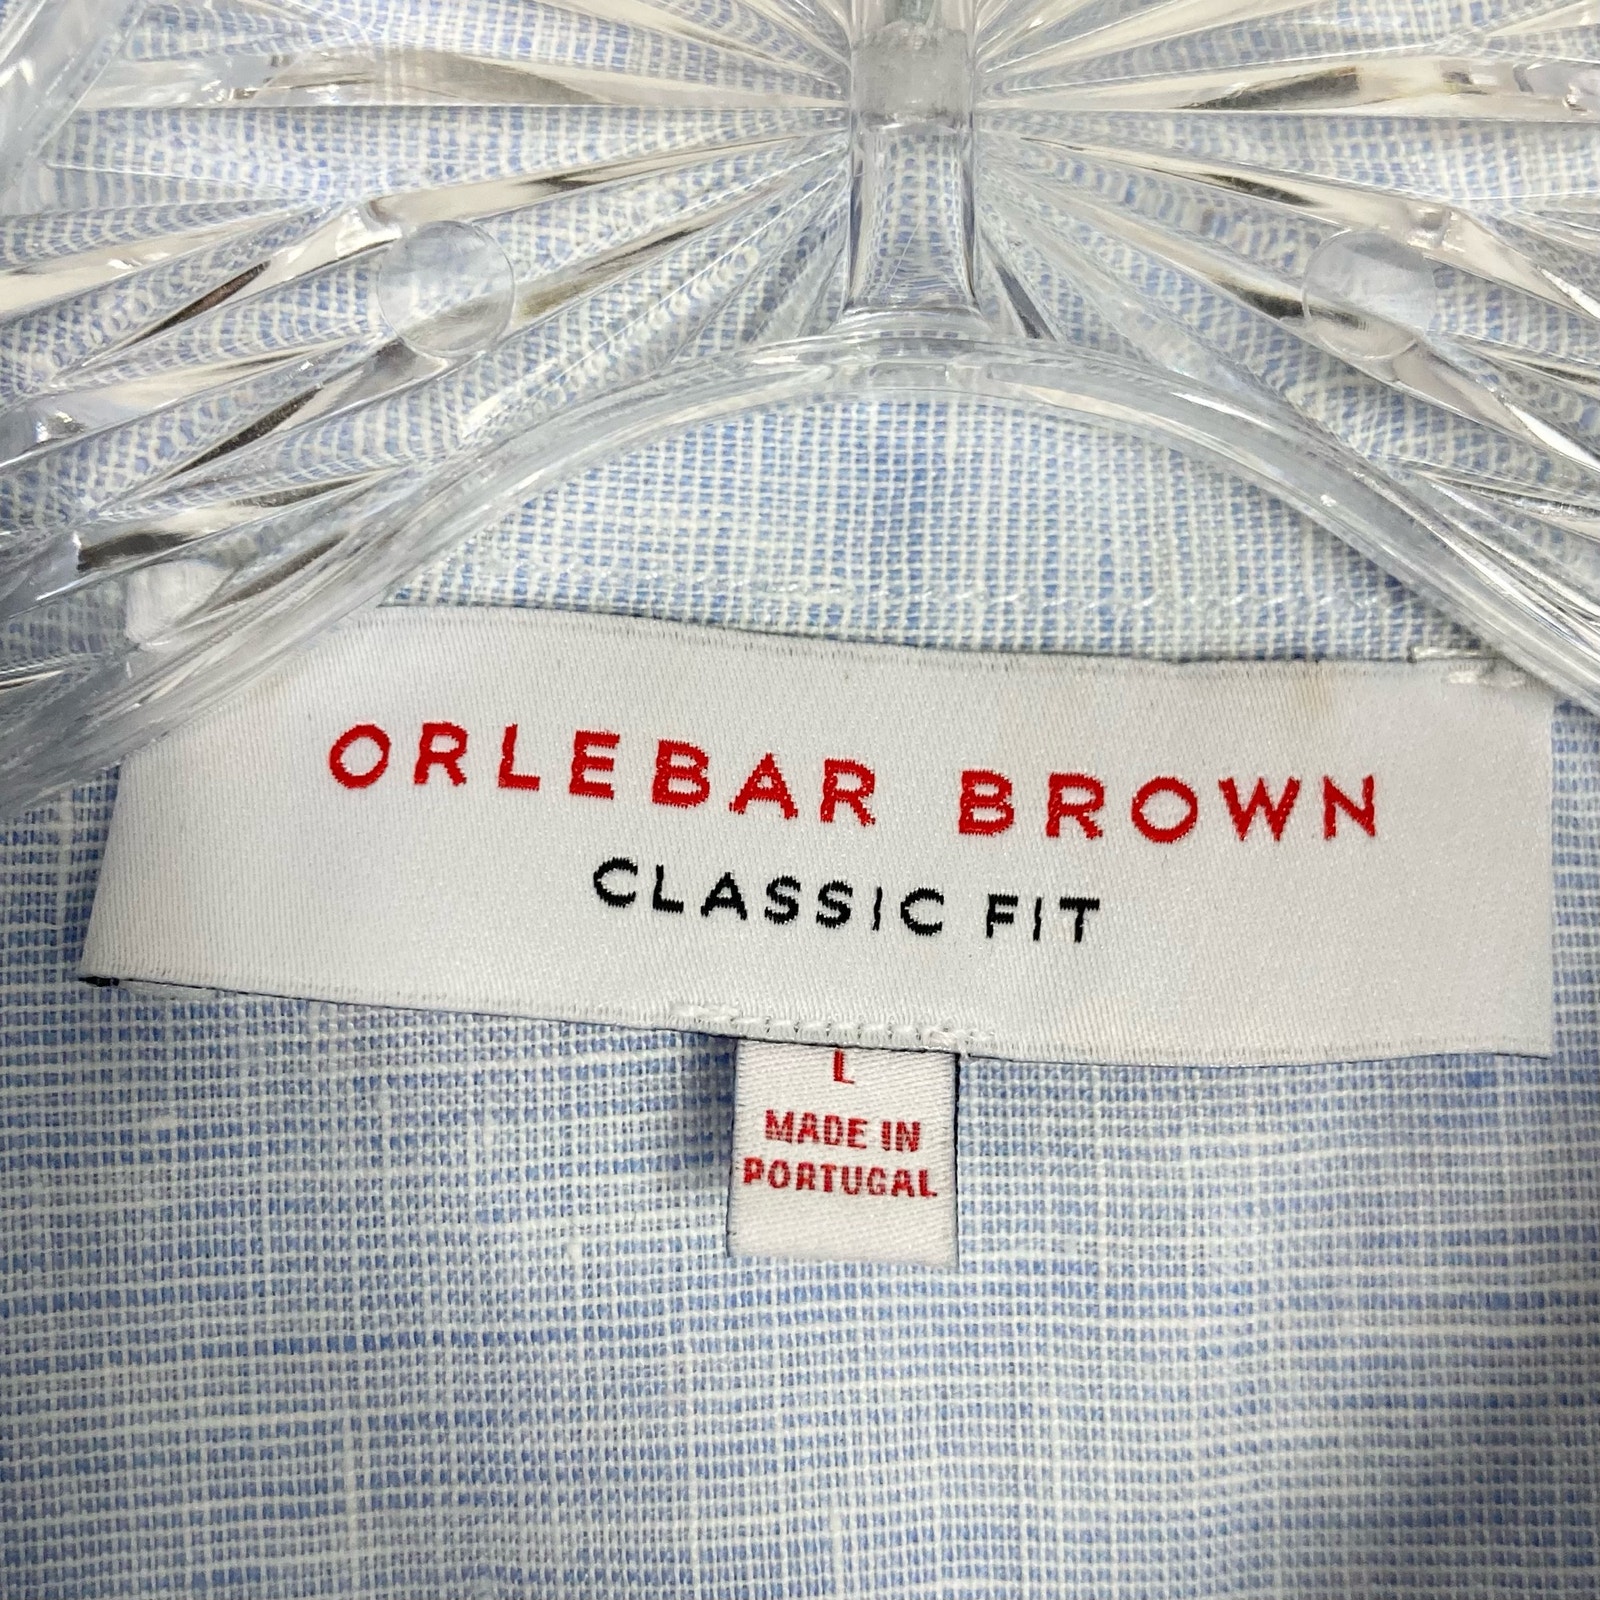 ORLEBAR BROWN
CLASSIC FIT
L
MADE IN
PORTUGAL